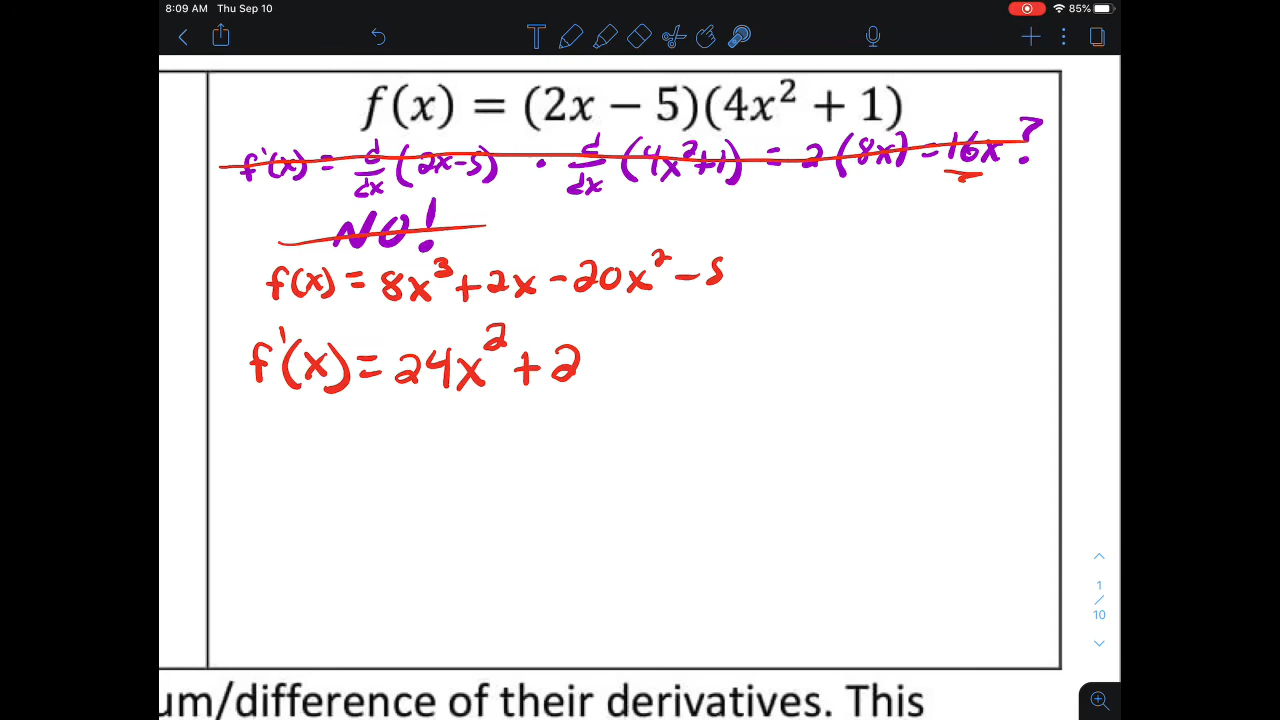 8:09 AM Thu Sep 10 85%
f(x) = (2x − 5)(4x² + 1)
f'(x) = d/dx (2x-5) · d/dx (4x²+1) = 2(8x) = 16x ?
NO!
f(x) = 8x³ + 2x − 20x² − 5
f'(x) = 24x² + 2
1
/
10
um/difference of their derivatives. This